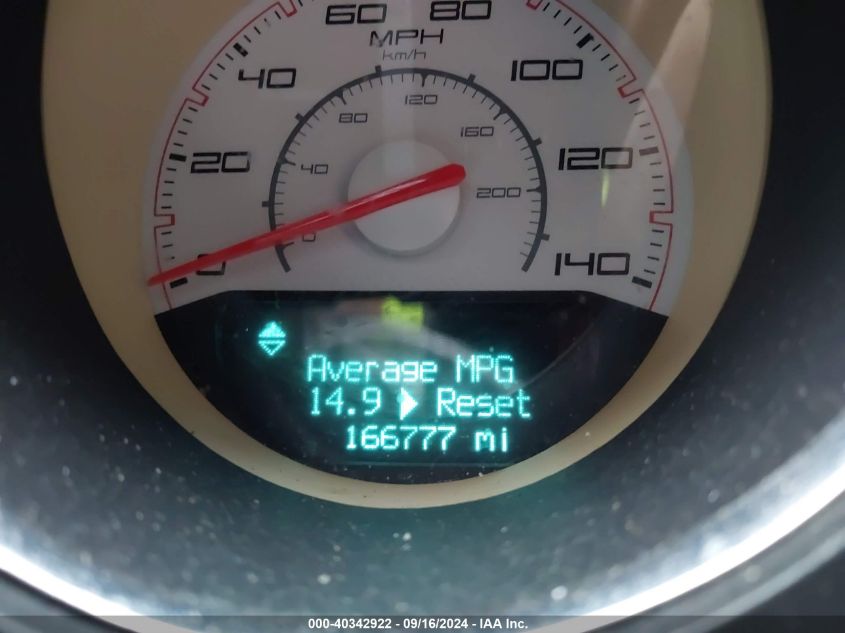 60 80
MPH
km/h
40 100
120
80 160
20 120
40 200
0 0 140
Average MPG
14.9 Reset
166777 mi
000-40342922 - 09/16/2024 - IAA Inc.